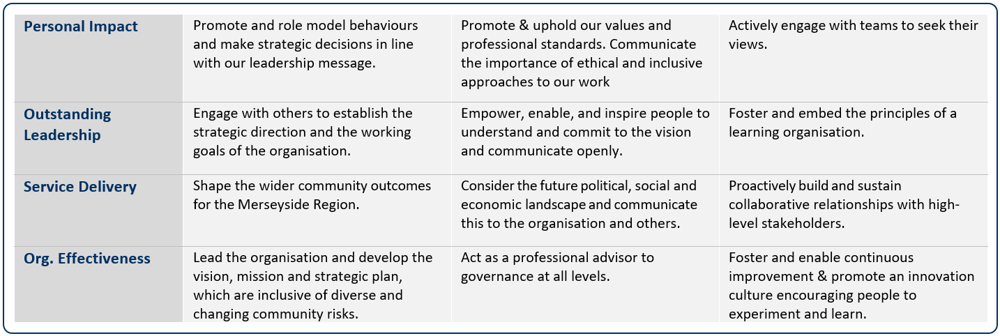 Personal Impact
Promote and role model behaviours
and make strategic decisions in line
with our leadership message.
Promote & uphold our values and
professional standards. Communicate
the importance of ethical and inclusive
approaches to our work
Actively engage with teams to seek their
views.
Outstanding
Leadership
Engage with others to establish the
strategic direction and the working
goals of the organisation.
Empower, enable, and inspire people to
understand and commit to the vision
and communicate openly.
Foster and embed the principles of a
learning organisation.
Service Delivery
Shape the wider community outcomes
for the Merseyside Region.
Consider the future political, social and
economic landscape and communicate
this to the organisation and others.
Proactively build and sustain
collaborative relationships with high-
level stakeholders.
Org. Effectiveness
Lead the organisation and develop the
vision, mission and strategic plan,
which are inclusive of diverse and
changing community risks.
Act as a professional advisor to
governance at all levels.
Foster and enable continuous
improvement & promote an innovation
culture encouraging people to
experiment and learn.